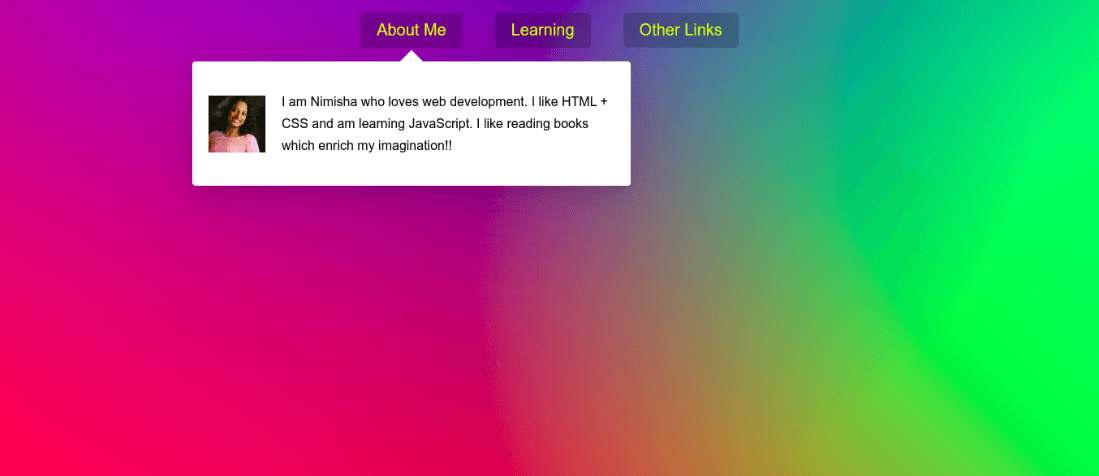 About Me Learning Other Links
I am Nimisha who loves web development. I like HTML +
CSS and am learning JavaScript. I like reading books
which enrich my imagination!!